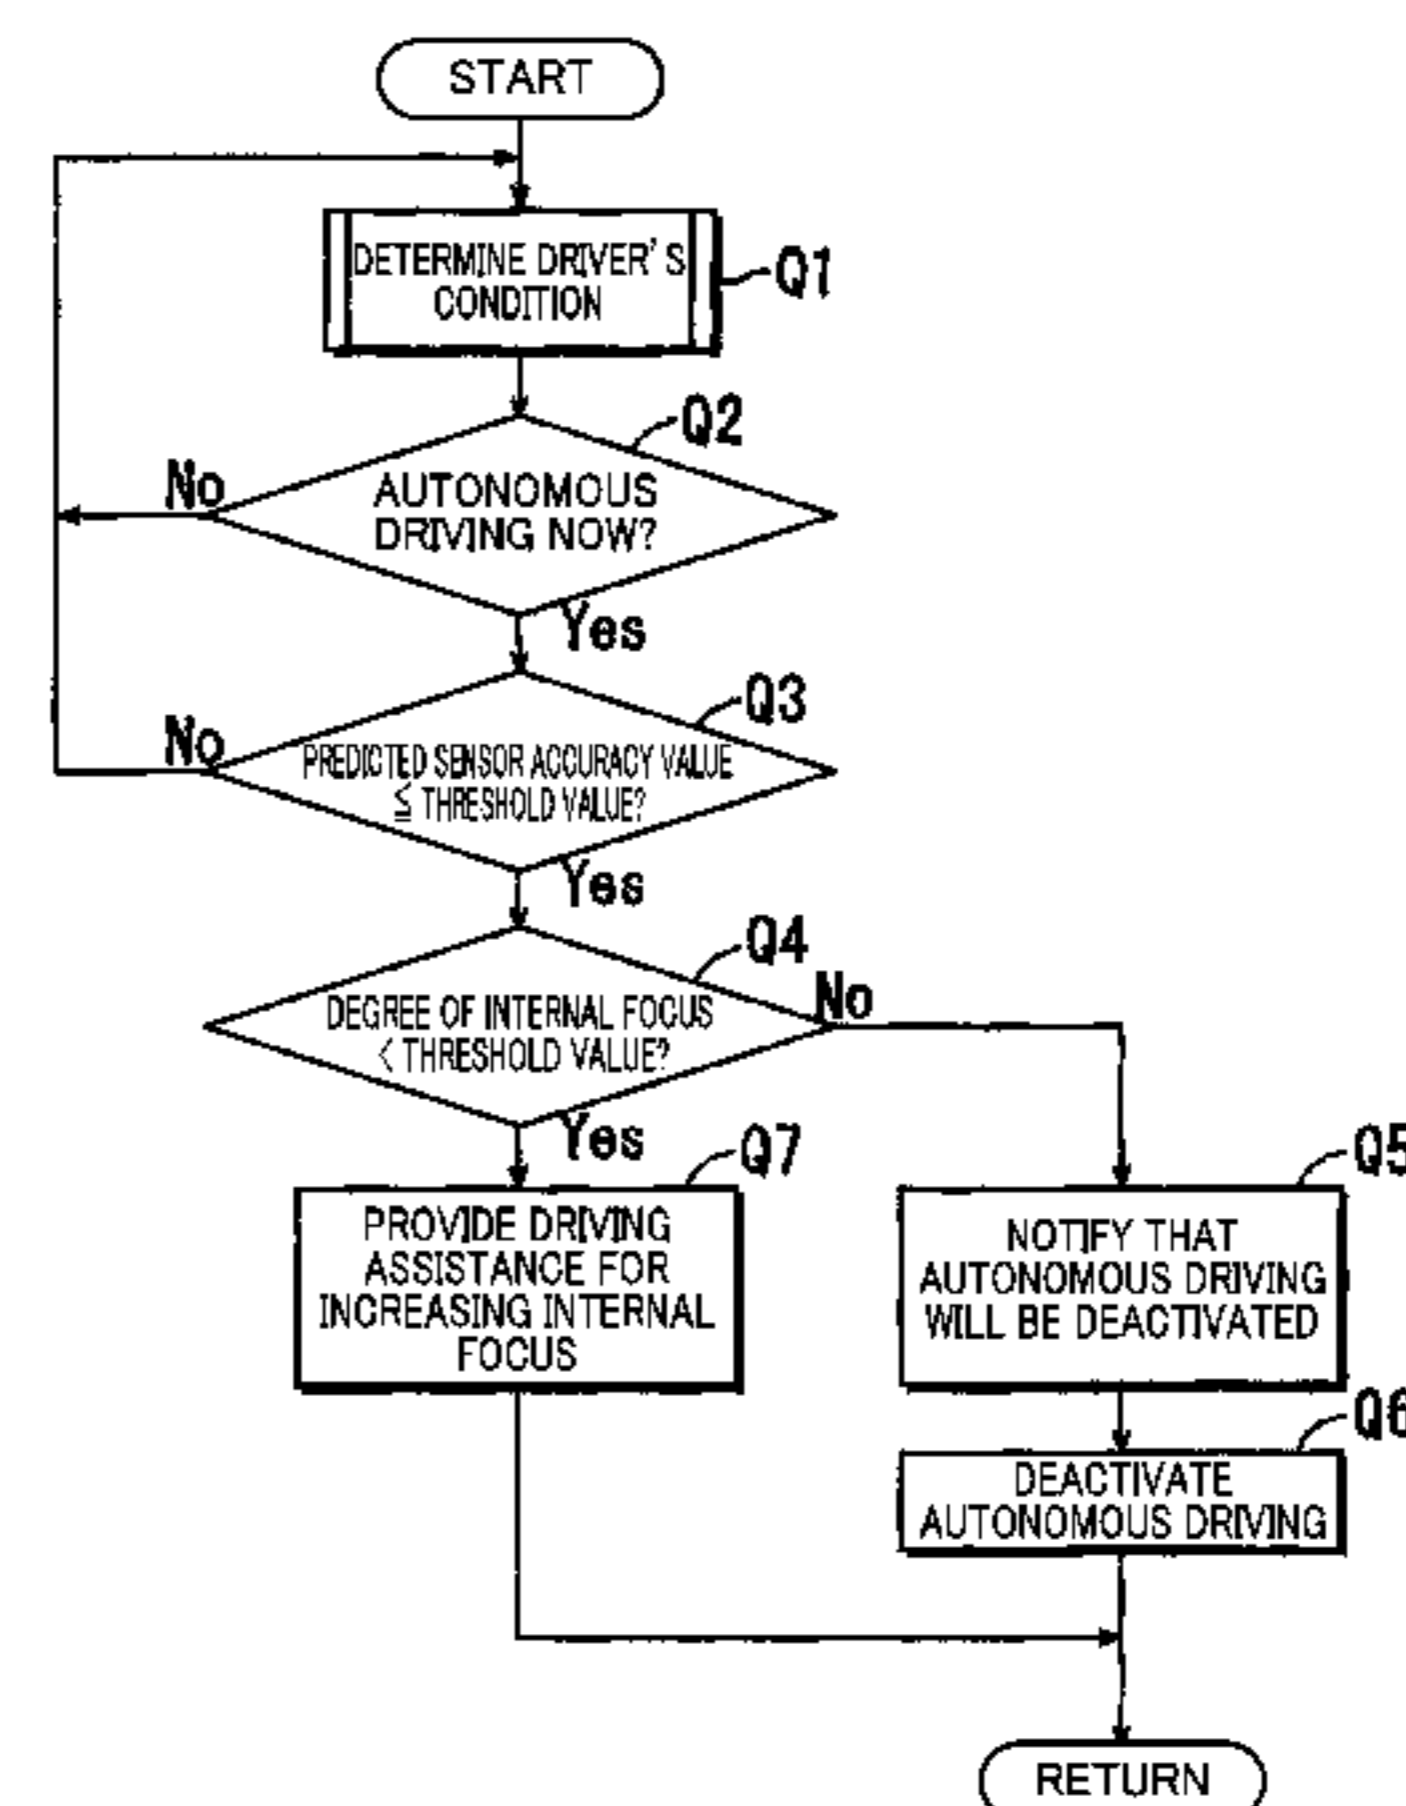 START
DETERMINE DRIVER'S
CONDITION
Q1
Q2
AUTONOMOUS
DRIVING NOW?
No
Yes
Q3
PREDICTED SENSOR ACCURACY VALUE
≦ THRESHOLD VALUE?
No
Yes
Q4
DEGREE OF INTERNAL FOCUS
< THRESHOLD VALUE?
No
Yes
Q7
PROVIDE DRIVING
ASSISTANCE FOR
INCREASING INTERNAL
FOCUS
Q5
NOTIFY THAT
AUTONOMOUS DRIVING
WILL BE DEACTIVATED
Q6
DEACTIVATE
AUTONOMOUS DRIVING
RETURN